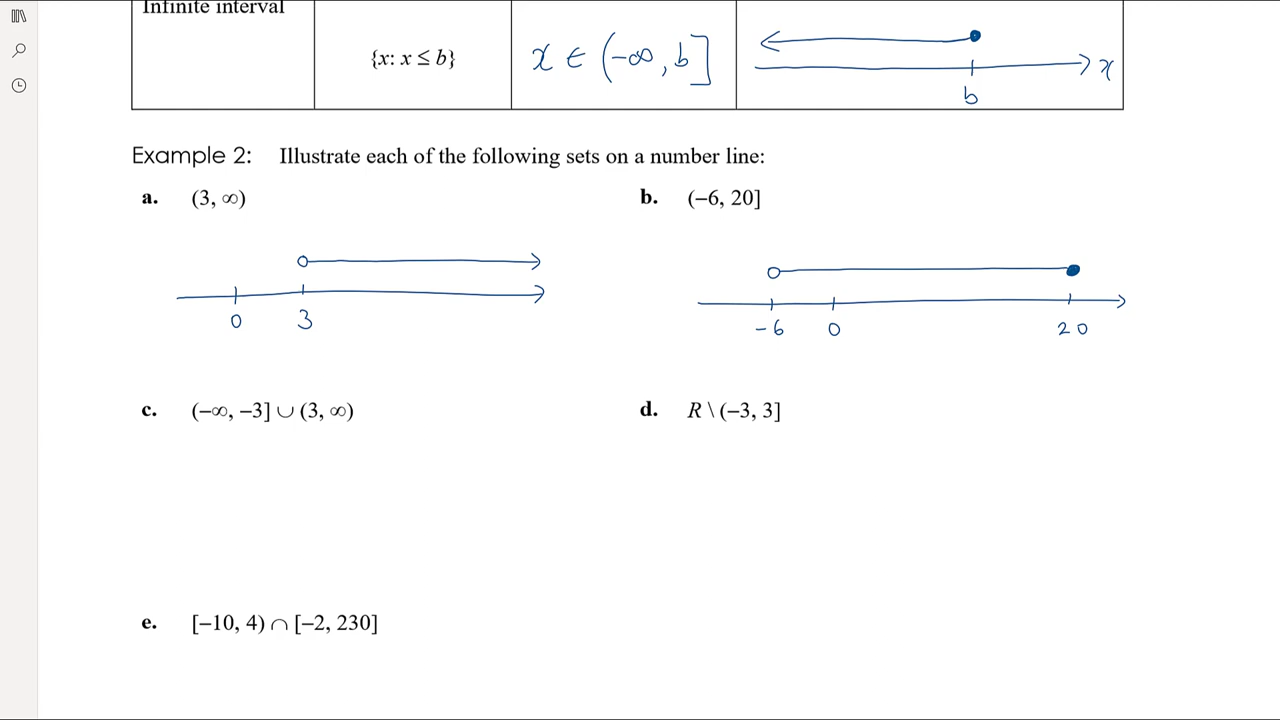 Infinite interval
{x: x ≤ b}
x ∈ (-∞, b]
x
b
Example 2: Illustrate each of the following sets on a number line:
a. (3, ∞)
b. (−6, 20]
0 3
-6 0 20
c. (−∞, −3] ∪ (3, ∞)
d. R \ (−3, 3]
e. [−10, 4) ∩ [−2, 230]